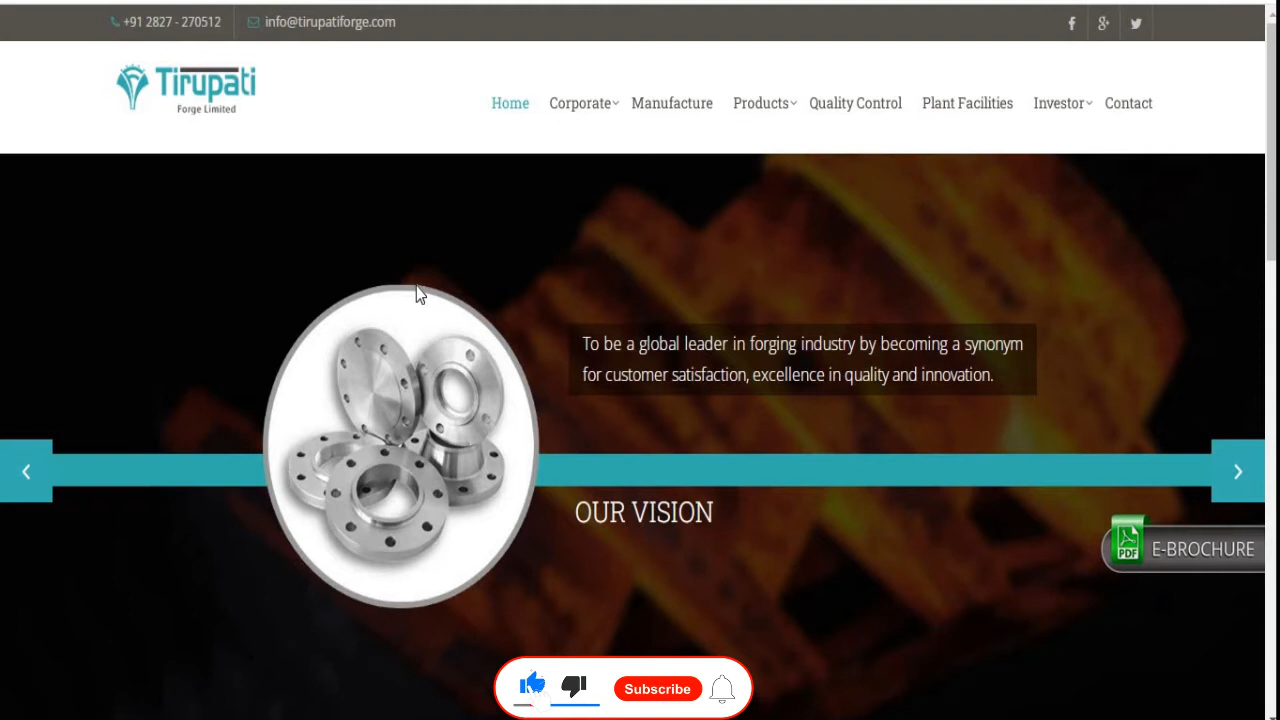 +91 2827 - 270512 info@tirupatiforge.com
Tirupati
Forge Limited
Home Corporate Manufacture Products Quality Control Plant Facilities Investor Contact
To be a global leader in forging industry by becoming a synonym
for customer satisfaction, excellence in quality and innovation.
OUR VISION
PDF E-BROCHURE
Subscribe